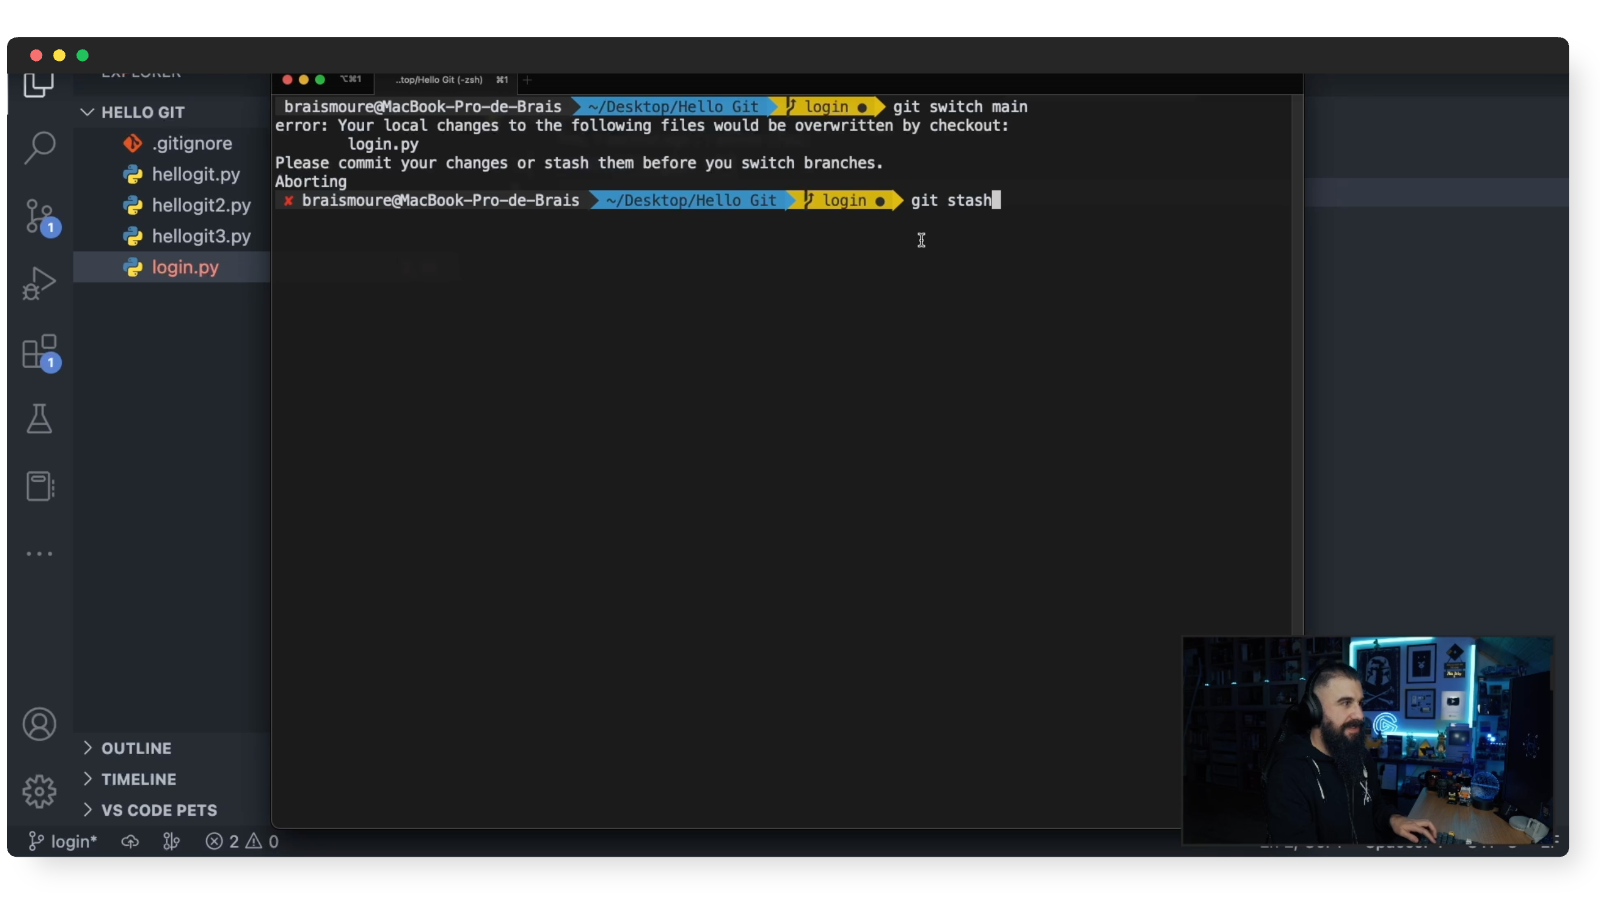 EXPLORER
HELLO GIT
.gitignore
hellogit.py
hellogit2.py
hellogit3.py
login.py
1
1
OUTLINE
TIMELINE
VS CODE PETS
login*
2
0
⌥⌘1
..top/Hello Git (-zsh)
⌘1
+
braismoure@MacBook-Pro-de-Brais ~/Desktop/Hello Git login ● git switch main
error: Your local changes to the following files would be overwritten by checkout:
login.py
Please commit your changes or stash them before you switch branches.
Aborting
✘ braismoure@MacBook-Pro-de-Brais ~/Desktop/Hello Git login ● git stash